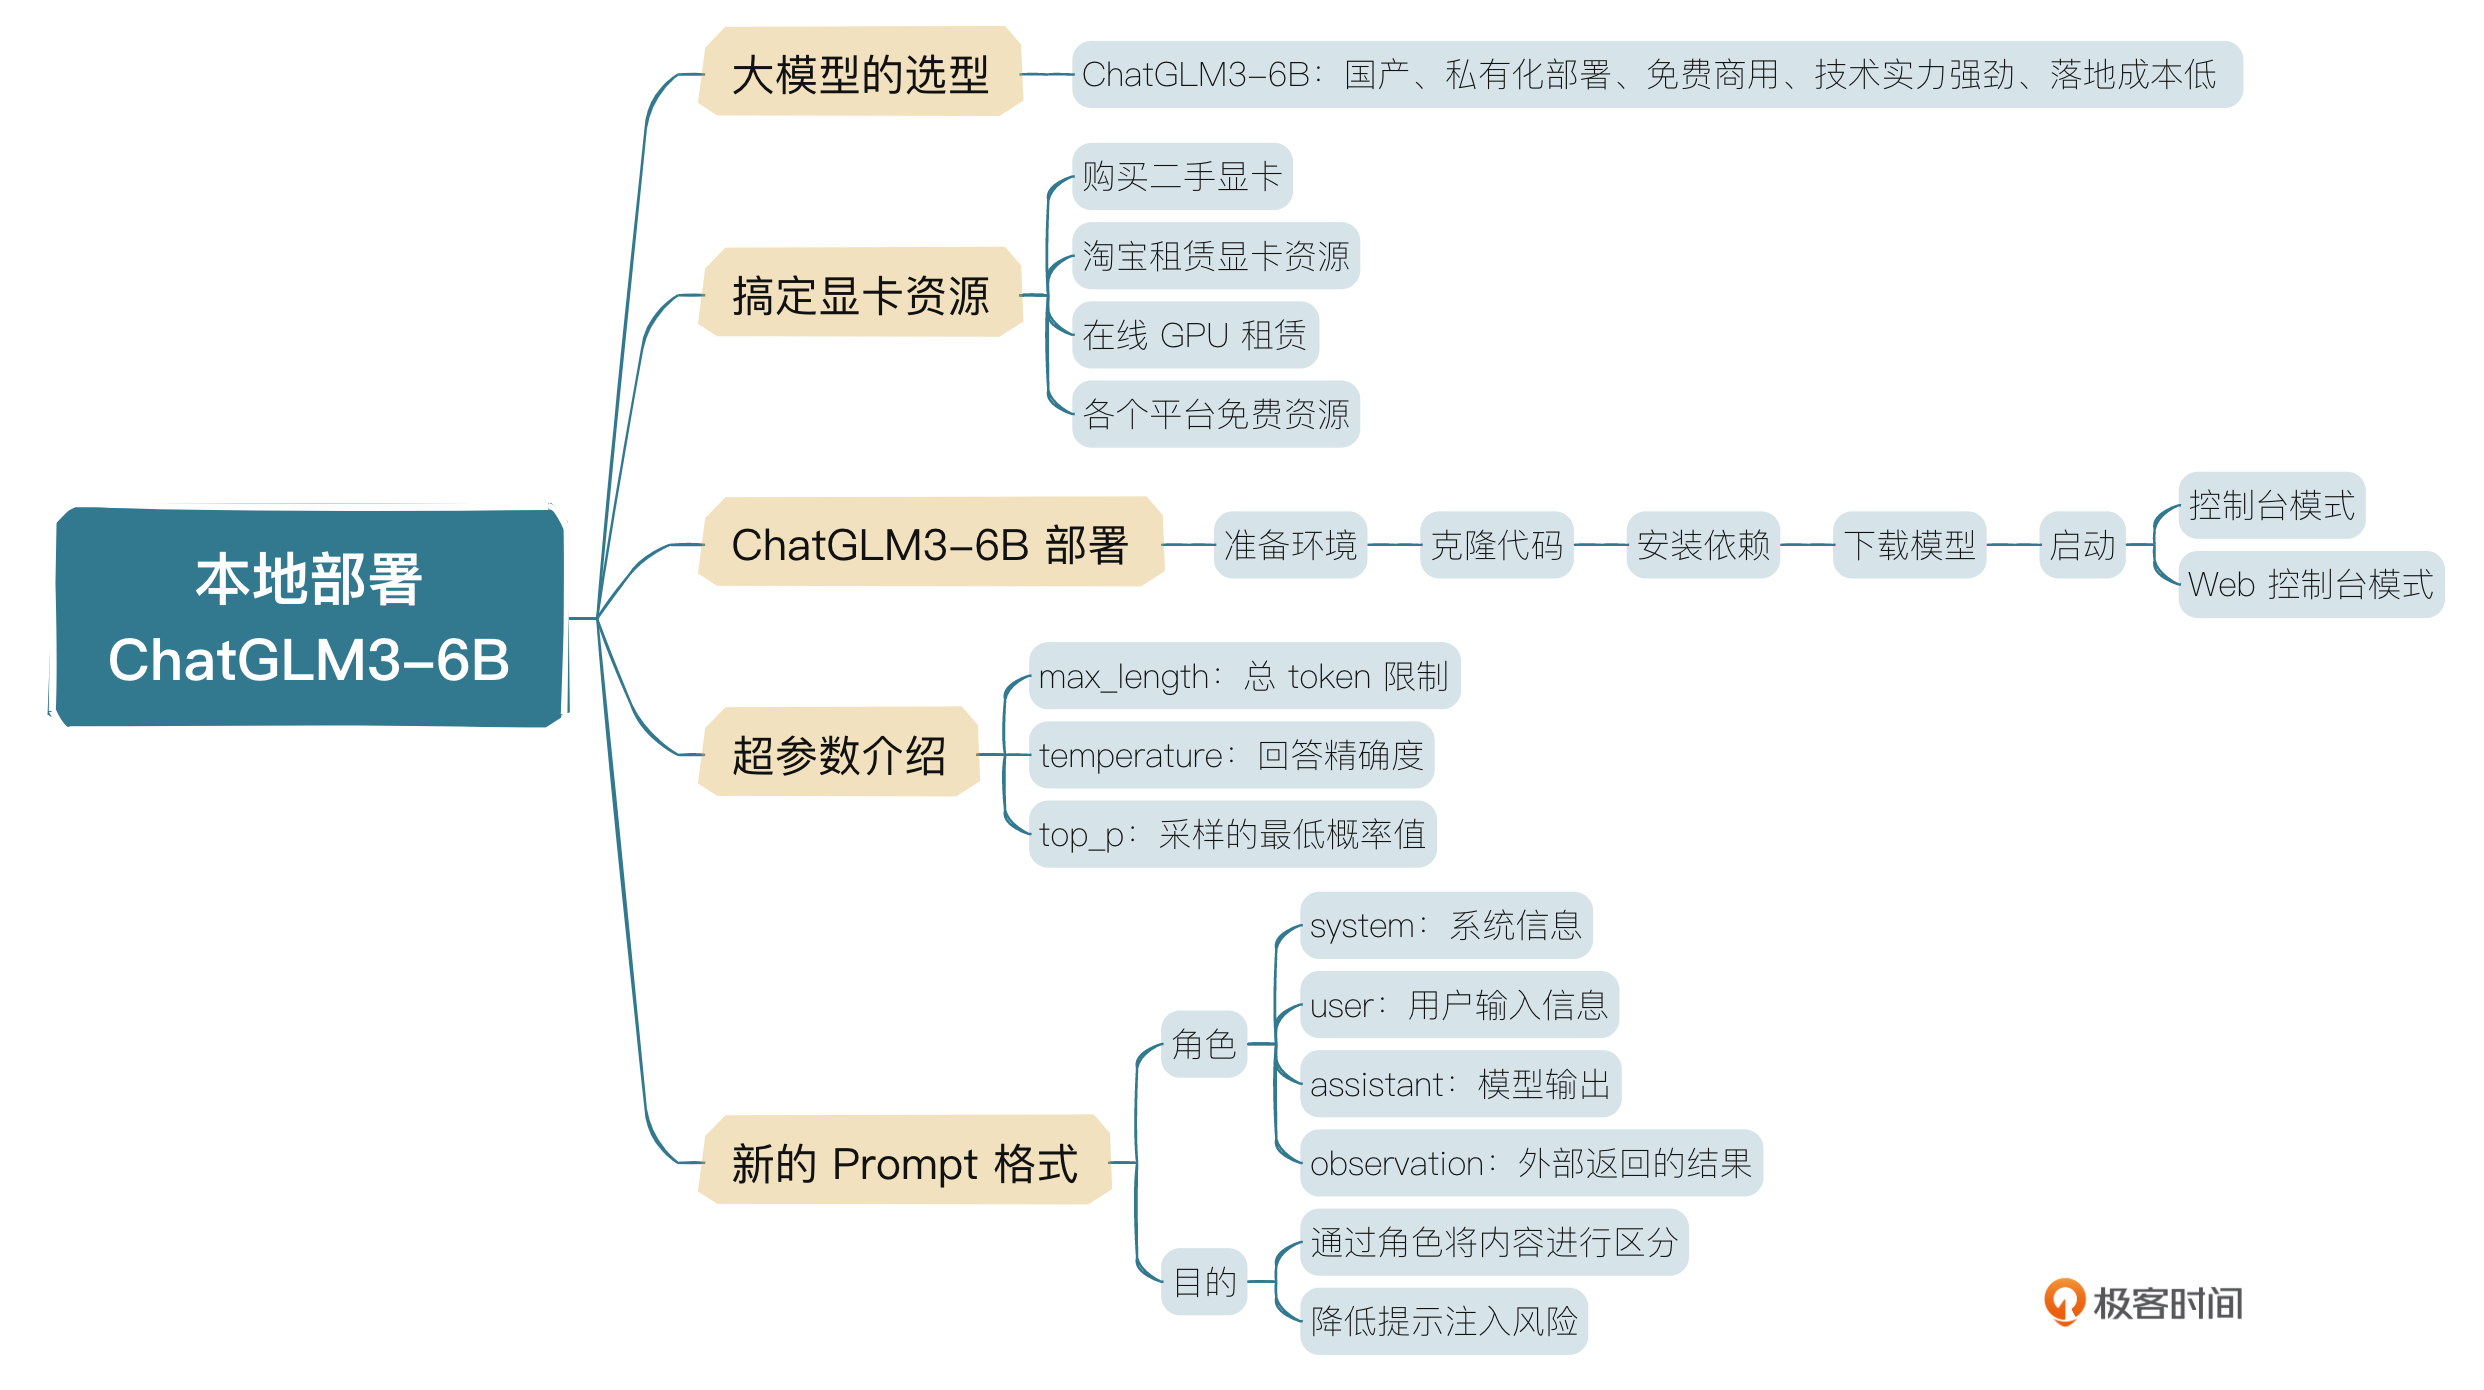 本地部署
ChatGLM3-6B
大模型的选型
ChatGLM3-6B：国产、私有化部署、免费商用、技术实力强劲、落地成本低
搞定显卡资源
购买二手显卡
淘宝租赁显卡资源
在线 GPU 租赁
各个平台免费资源
ChatGLM3-6B 部署
准备环境
克隆代码
安装依赖
下载模型
启动
控制台模式
Web 控制台模式
超参数介绍
max_length：总 token 限制
temperature：回答精确度
top_p：采样的最低概率值
新的 Prompt 格式
角色
system：系统信息
user：用户输入信息
assistant：模型输出
observation：外部返回的结果
目的
通过角色将内容进行区分
降低提示注入风险
极客时间